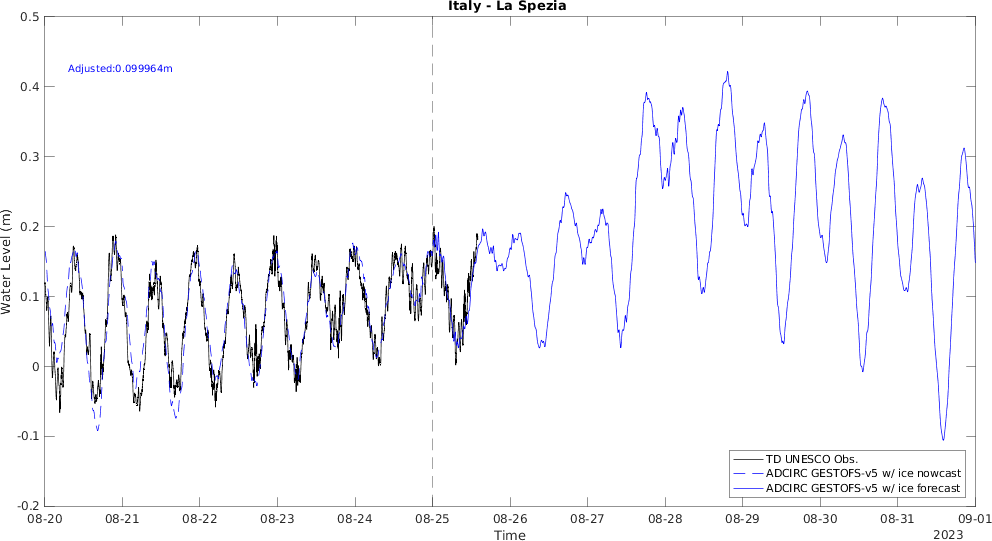 Italy - La Spezia
0.5
0.4
0.3
0.2
0.1
0
-0.1
-0.2
Water Level (m)
Adjusted:0.099964m
TD UNESCO Obs.
ADCIRC GESTOFS-v5 w/ ice nowcast
ADCIRC GESTOFS-v5 w/ ice forecast
08-20 08-21 08-22 08-23 08-24 08-25 08-26 08-27 08-28 08-29 08-30 08-31 09-01
Time
2023